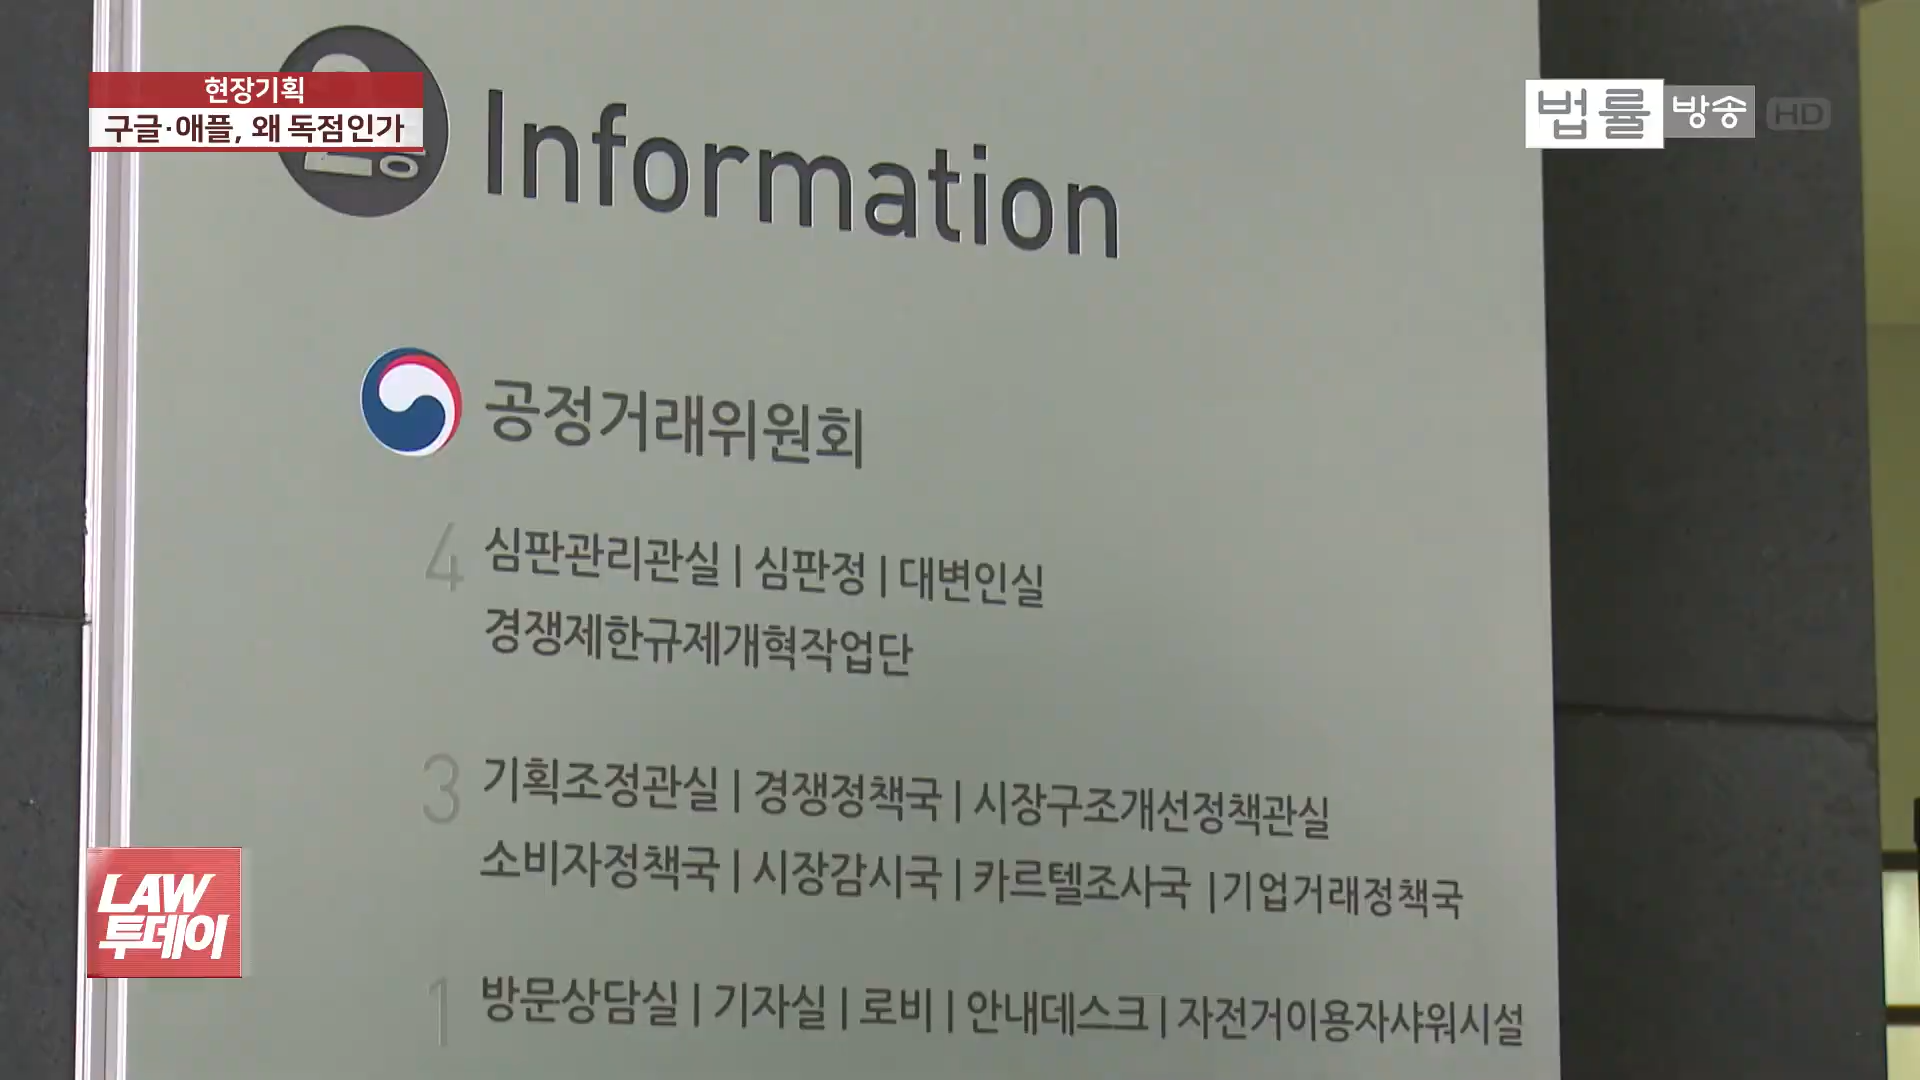 현장기획
구글·애플, 왜 독점인가
법률방송 HD
2동
Information
공정거래위원회
4 심판관리관실 | 심판정 | 대변인실
경쟁제한규제개혁작업단
3 기획조정관실 | 경쟁정책국 | 시장구조개선정책관실
소비자정책국 | 시장감시국 | 카르텔조사국 | 기업거래정책국
LAW
투데이
1 방문상담실 | 기자실 | 로비 | 안내데스크 | 자전거이용자샤워시설